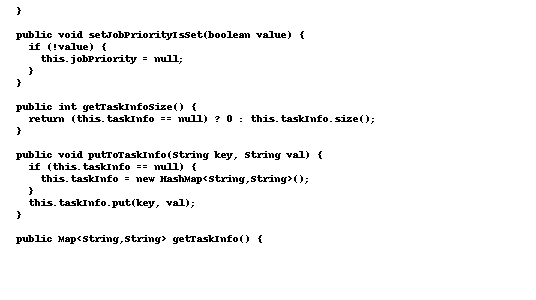 }

public void setJobPriorityIsSet(boolean value) {
  if (!value) {
    this.jobPriority = null;
  }
}

public int getTaskInfoSize() {
  return (this.taskInfo == null) ? 0 : this.taskInfo.size();
}

public void putToTaskInfo(String key, String val) {
  if (this.taskInfo == null) {
    this.taskInfo = new HashMap<String,String>();
  }
  this.taskInfo.put(key, val);
}

public Map<String,String> getTaskInfo() {